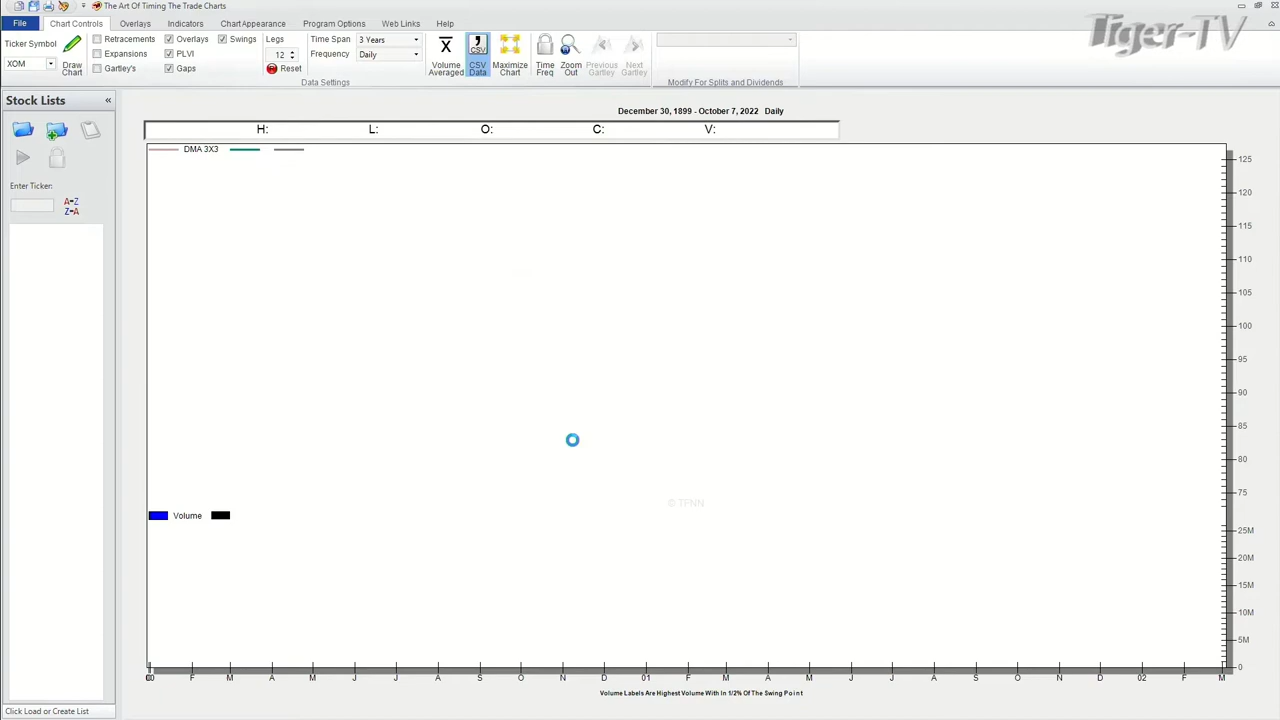 The Art Of Timing The Trade Charts
File Chart Controls Overlays Indicators Chart Appearance Program Options Web Links Help
Tiger-TV
Ticker Symbol
XOM
Draw Chart
Retracements Overlays Swings
Expansions PLVI
Gartley's Gaps
Legs
12
Reset
Time Span 3 Years
Frequency Daily
Data Settings
Volume Averaged
CSV Data
Maximize Chart
Time Freq
Zoom Out
Previous Gartley
Next Gartley
Modify For Splits and Dividends
Stock Lists «
Enter Ticker:
A-Z
Z-A
Click Load or Create List
December 30, 1899 - October 7, 2022 Daily
H: L: O: C: V:
DMA 3X3
125
120
115
110
105
100
95
90
85
80
75
© TFNN
Volume
25M
20M
15M
10M
5M
0
F M A M J J A S O N D 01 F M A M J J A S O N D 02 F M
Volume Labels Are Highest Volume With In 1/2% Of The Swing Point